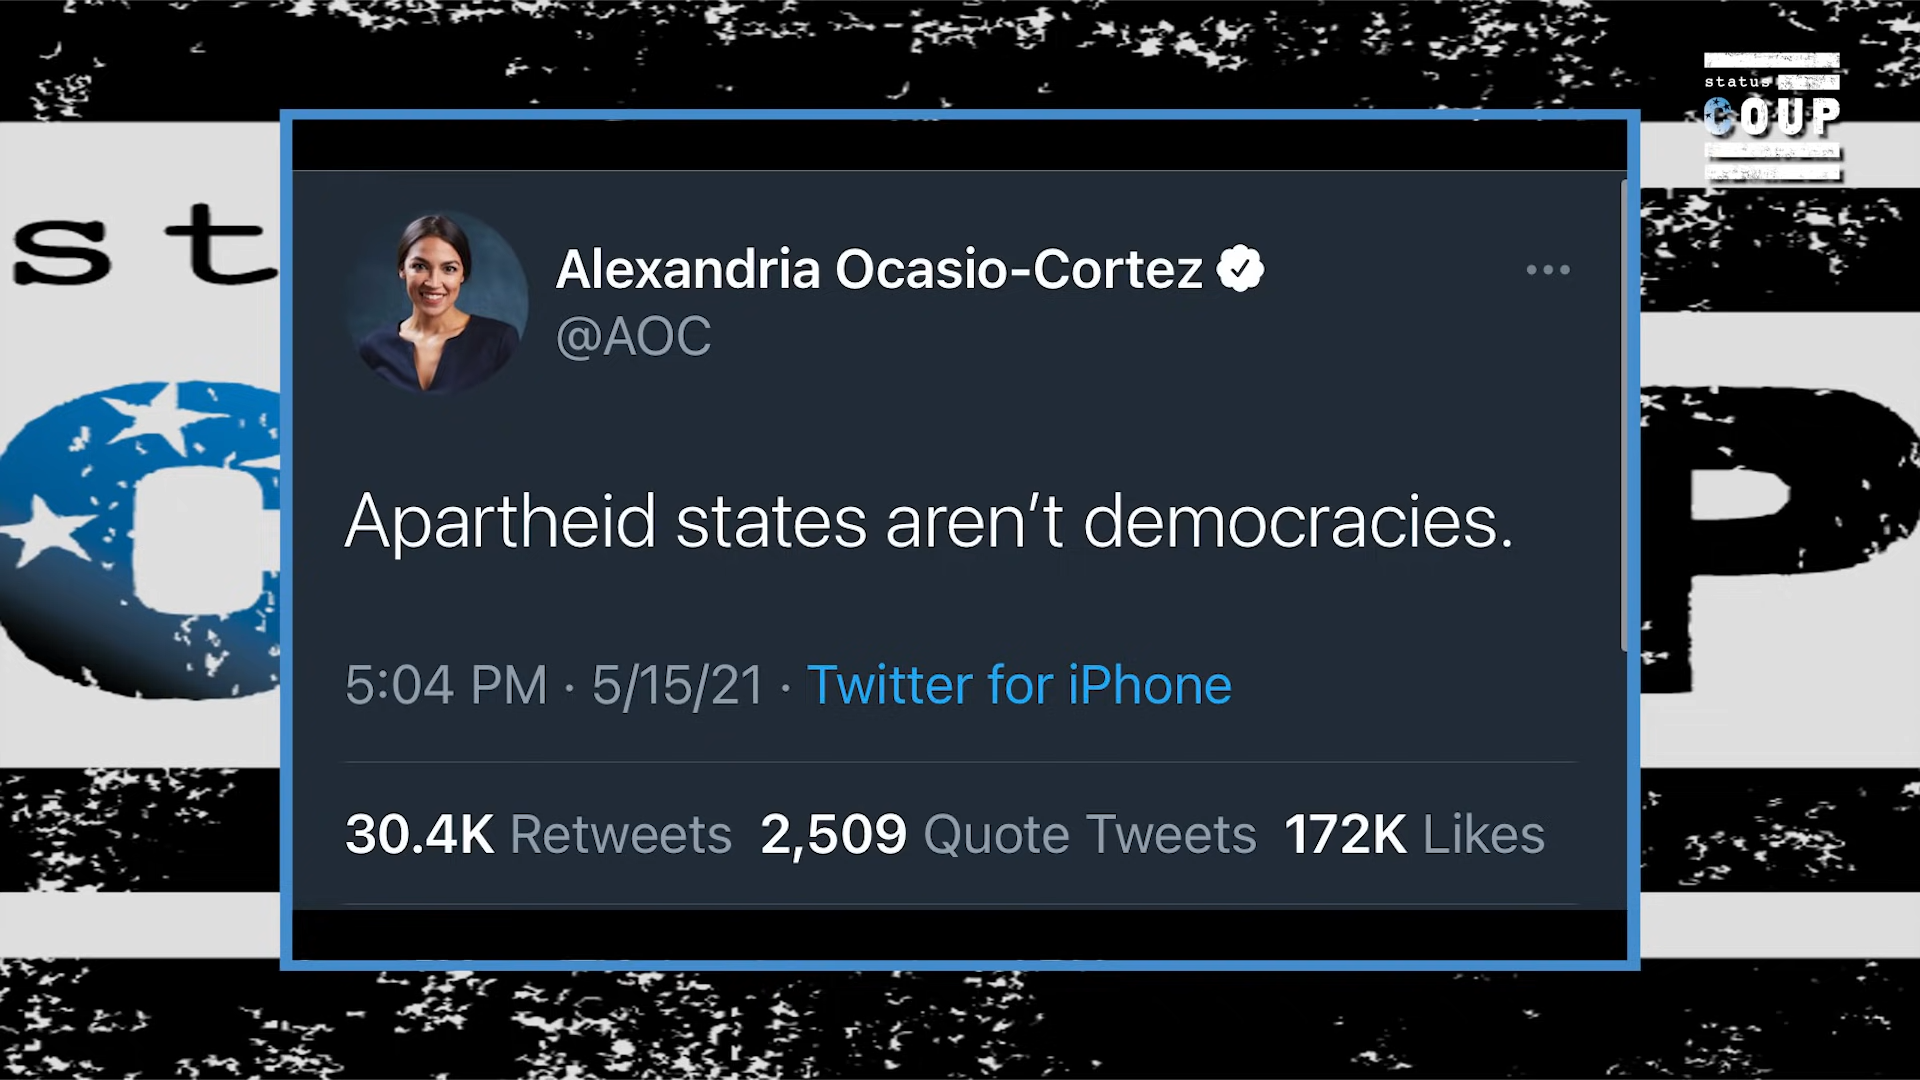 status
COUP
st
C
P
Alexandria Ocasio-Cortez
@AOC
Apartheid states aren’t democracies.
5:04 PM · 5/15/21 · Twitter for iPhone
30.4K Retweets 2,509 Quote Tweets 172K Likes